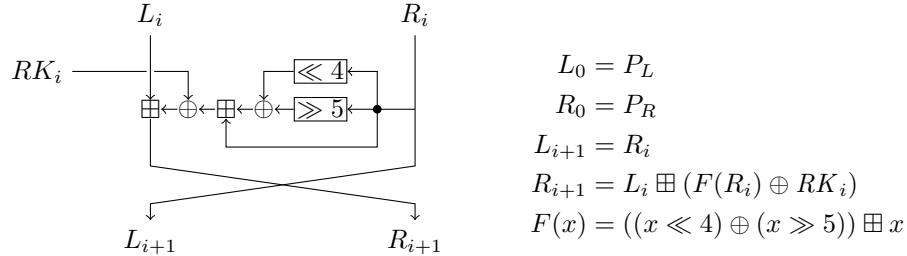 L_i R_i
RK_i
≪ 4
≫ 5
L_{i+1} R_{i+1}
L_0 = P_L
R_0 = P_R
L_{i+1} = R_i
R_{i+1} = L_i ⊞ (F(R_i) ⊕ RK_i)
F(x) = ((x ≪ 4) ⊕ (x ≫ 5)) ⊞ x